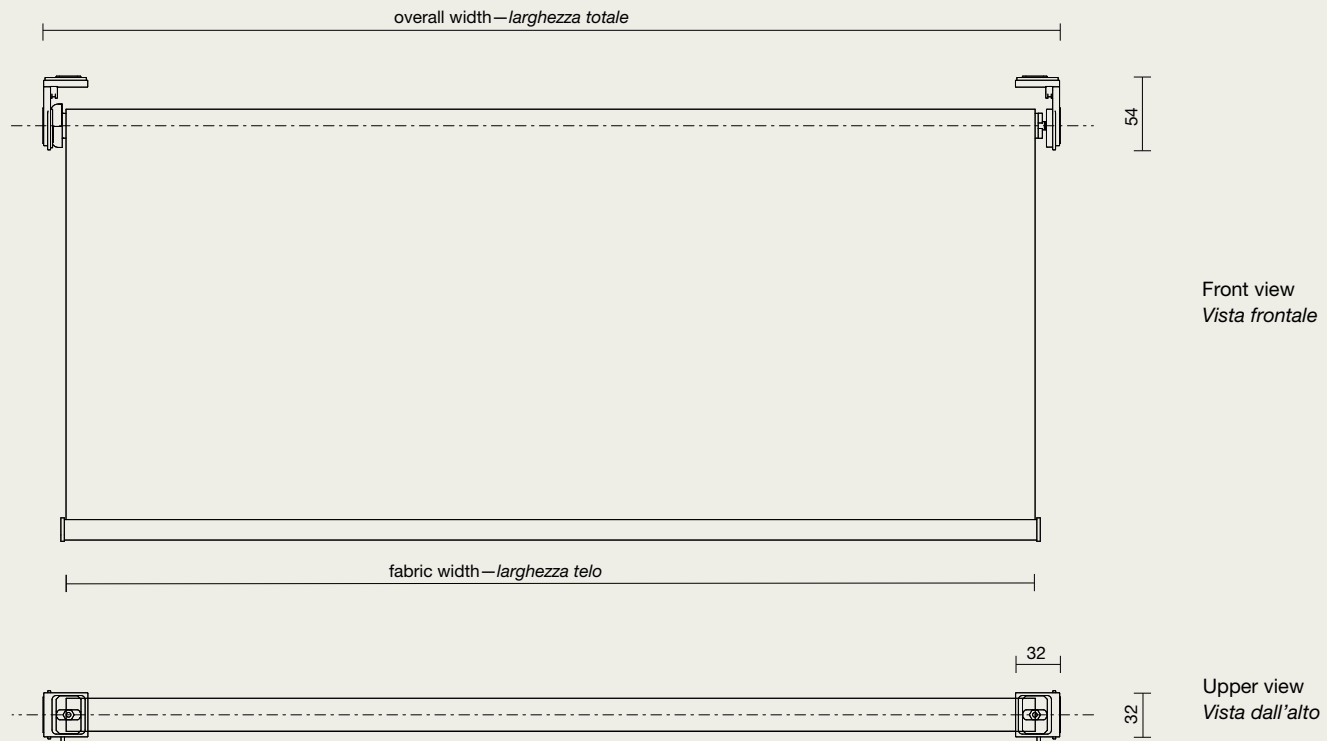 overall width—larghezza totale
54
Front view
Vista frontale
fabric width—larghezza telo
32
Upper view
Vista dall’alto
32